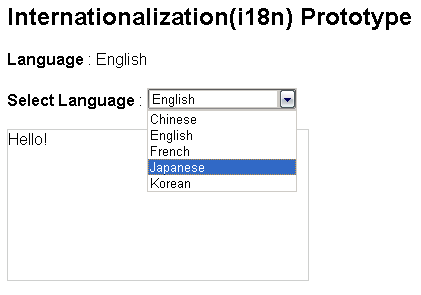 Internationalization(i18n) Prototype
Language : English
Select Language : English
Chinese
English
French
Japanese
Korean
Hello!